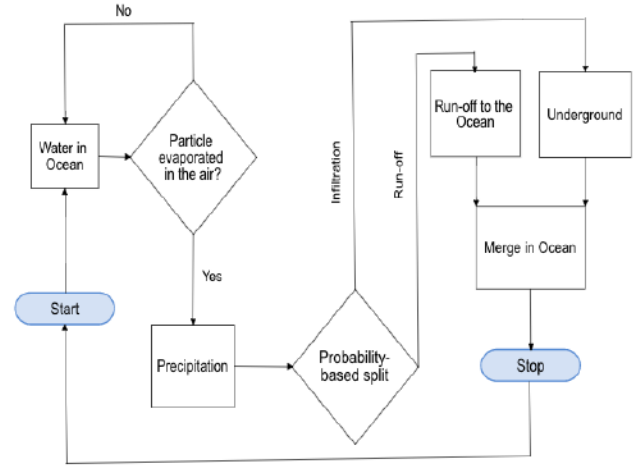 No
Water in
Ocean
Particle
evaporated
in the air?
Yes
Start
Precipitation
Probability-
based split
Infiltration
Run-off
Run-off to the
Ocean
Underground
Merge in Ocean
Stop